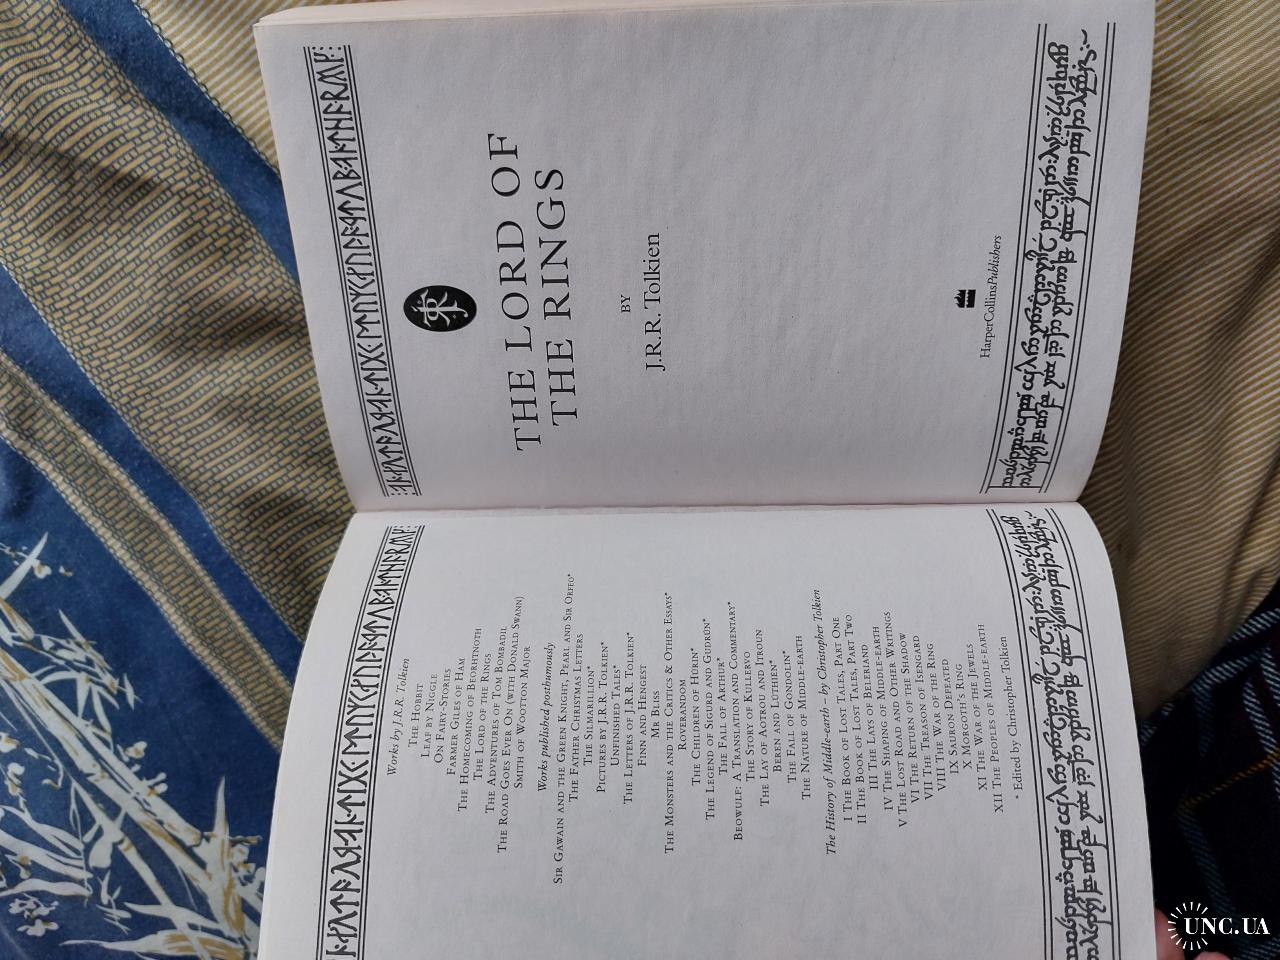 Works by J.R.R. Tolkien
THE HOBBIT
LEAF BY NIGGLE
ON FAIRY-STORIES
FARMER GILES OF HAM
THE HOMECOMING OF BEORHTNOTH
THE LORD OF THE RINGS
THE ADVENTURES OF TOM BOMBADIL
THE ROAD GOES EVER ON (WITH DONALD SWANN)
SMITH OF WOOTTON MAJOR
Works published posthumously
SIR GAWAIN AND THE GREEN KNIGHT, PEARL AND SIR ORFEO*
THE FATHER CHRISTMAS LETTERS
THE SILMARILLION*
PICTURES BY J.R.R. TOLKIEN*
UNFINISHED TALES*
THE LETTERS OF J.R.R. TOLKIEN*
FINN AND HENGEST
MR BLISS
THE MONSTERS AND THE CRITICS & OTHER ESSAYS*
ROVERANDOM
THE CHILDREN OF HÚRIN*
THE LEGEND OF SIGURD AND GUDRÚN*
THE FALL OF ARTHUR*
BEOWULF: A TRANSLATION AND COMMENTARY*
THE STORY OF KULLERVO
THE LAY OF AOTROU AND ITROUN
BEREN AND LÚTHIEN*
THE FALL OF GONDOLIN*
THE NATURE OF MIDDLE-EARTH
The History of Middle-earth – by Christopher Tolkien
I THE BOOK OF LOST TALES, PART ONE
II THE BOOK OF LOST TALES, PART TWO
III THE LAYS OF BELERIAND
IV THE SHAPING OF MIDDLE-EARTH
V THE LOST ROAD AND OTHER WRITINGS
VI THE RETURN OF THE SHADOW
VII THE TREASON OF ISENGARD
VIII THE WAR OF THE RING
IX SAURON DEFEATED
X MORGOTH'S RING
XI THE WAR OF THE JEWELS
XII THE PEOPLES OF MIDDLE-EARTH
* Edited by Christopher Tolkien
THE LORD OF
THE RINGS
BY
J.R.R. Tolkien
HarperCollinsPublishers
UNC.UA